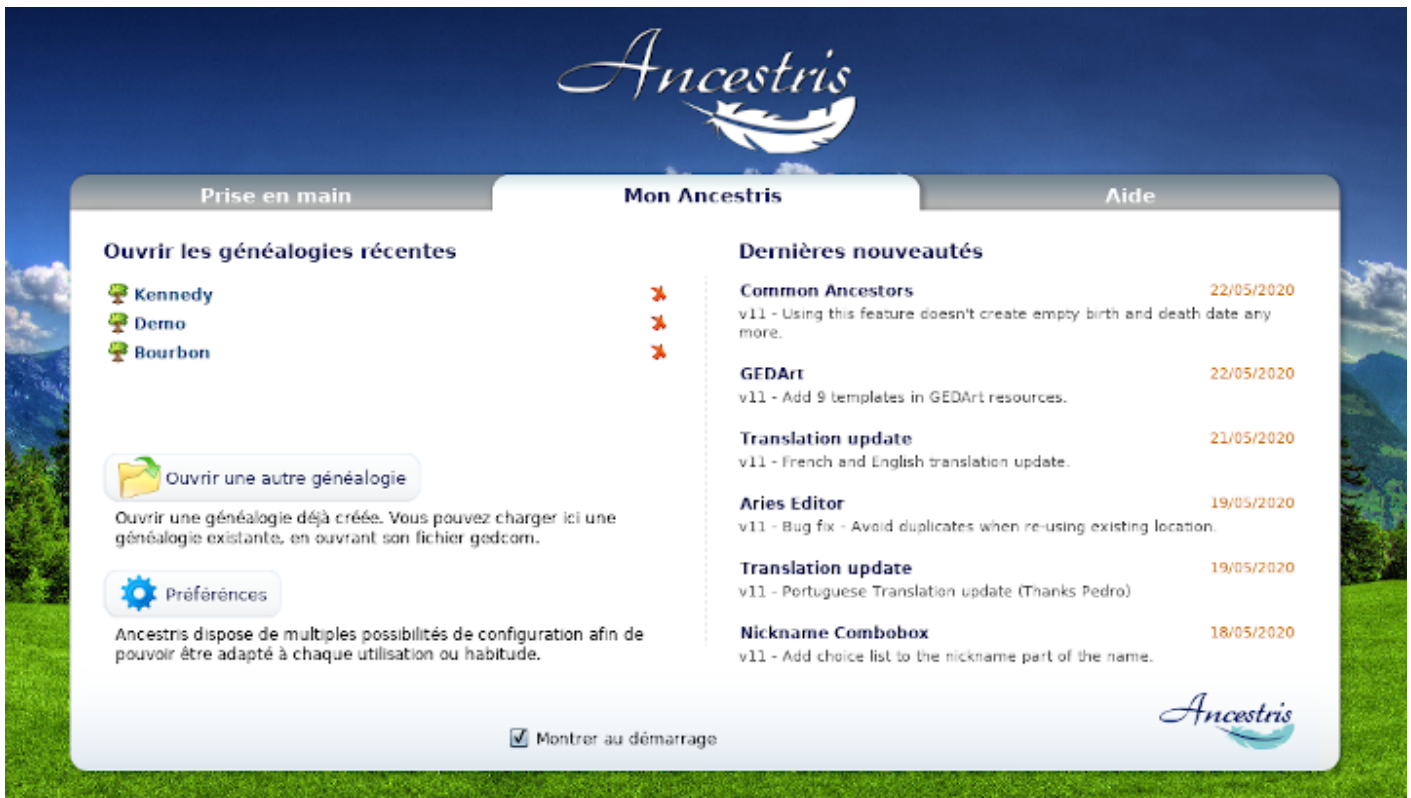 Ancestris
Prise en main
Mon Ancestris
Aide
Ouvrir les généalogies récentes
Kennedy
Demo
Bourbon
Ouvrir une autre généalogie
Ouvrir une généalogie déjà créée. Vous pouvez charger ici une
généalogie existante, en ouvrant son fichier gedcom.
Préférénces
Ancestris dispose de multiples possibilités de configuration afin de
pouvoir être adapté à chaque utilisation ou habitude.
Dernières nouveautés
Common Ancestors 22/05/2020
v11 - Using this feature doesn't create empty birth and death date any
more.
GEDArt 22/05/2020
v11 - Add 9 templates in GEDArt resources.
Translation update 21/05/2020
v11 - French and English translation update.
Aries Editor 19/05/2020
v11 - Bug fix - Avoid duplicates when re-using existing location.
Translation update 19/05/2020
v11 - Portuguese Translation update (Thanks Pedro)
Nickname Combobox 18/05/2020
v11 - Add choice list to the nickname part of the name.
Ancestris
Montrer au démarrage